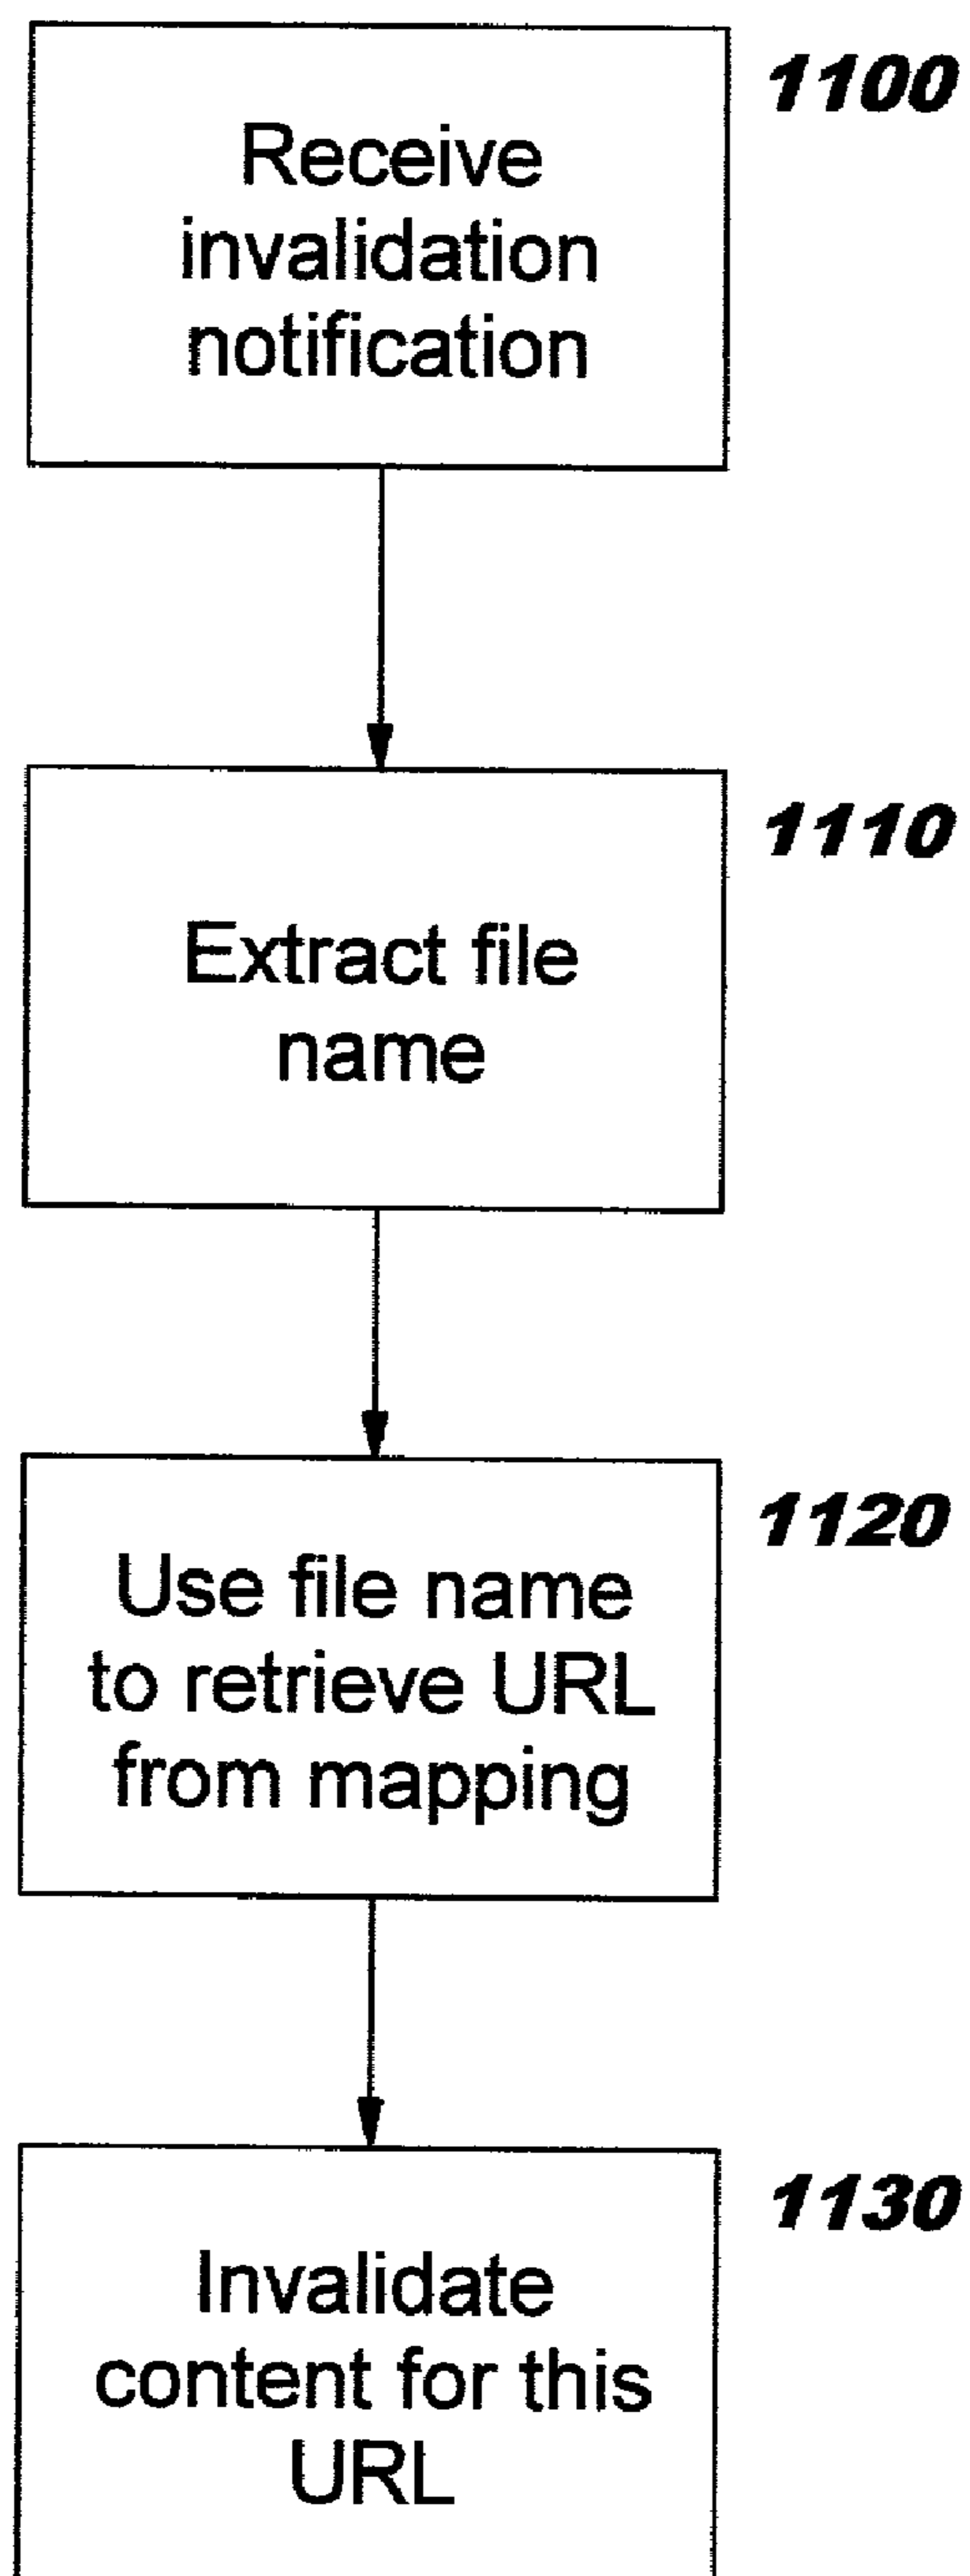 1100
Receive
invalidation
notification
1110
Extract file
name
1120
Use file name
to retrieve URL
from mapping
1130
Invalidate
content for this
URL